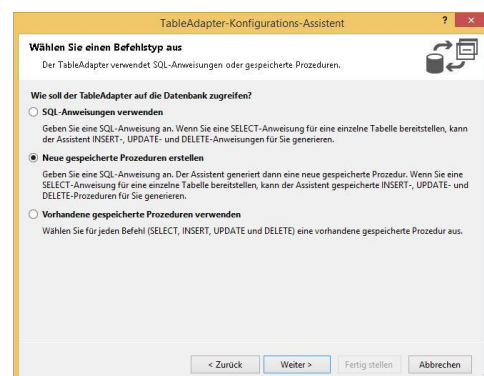 TableAdapter-Konfigurations-Assistent
?
×
Wählen Sie einen Befehlstyp aus
Der TableAdapter verwendet SQL-Anweisungen oder gespeicherte Prozeduren.
Wie soll der TableAdapter auf die Datenbank zugreifen?
SQL-Anweisungen verwenden
Geben Sie eine SQL-Anweisung an. Wenn Sie eine SELECT-Anweisung für eine einzelne Tabelle bereitstellen, kann
der Assistent INSERT-, UPDATE- und DELETE-Anweisungen für Sie generieren.
Neue gespeicherte Prozeduren erstellen
Geben Sie eine SQL-Anweisung an. Der Assistent generiert dann eine neue gespeicherte Prozedur. Wenn Sie eine
SELECT-Anweisung für eine einzelne Tabelle bereitstellen, kann der Assistent gespeicherte INSERT-, UPDATE- und
DELETE-Prozeduren für Sie generieren.
Vorhandene gespeicherte Prozeduren verwenden
Wählen Sie für jeden Befehl (SELECT, INSERT, UPDATE und DELETE) eine vorhandene gespeicherte Prozedur aus.
< Zurück Weiter > Fertig stellen Abbrechen